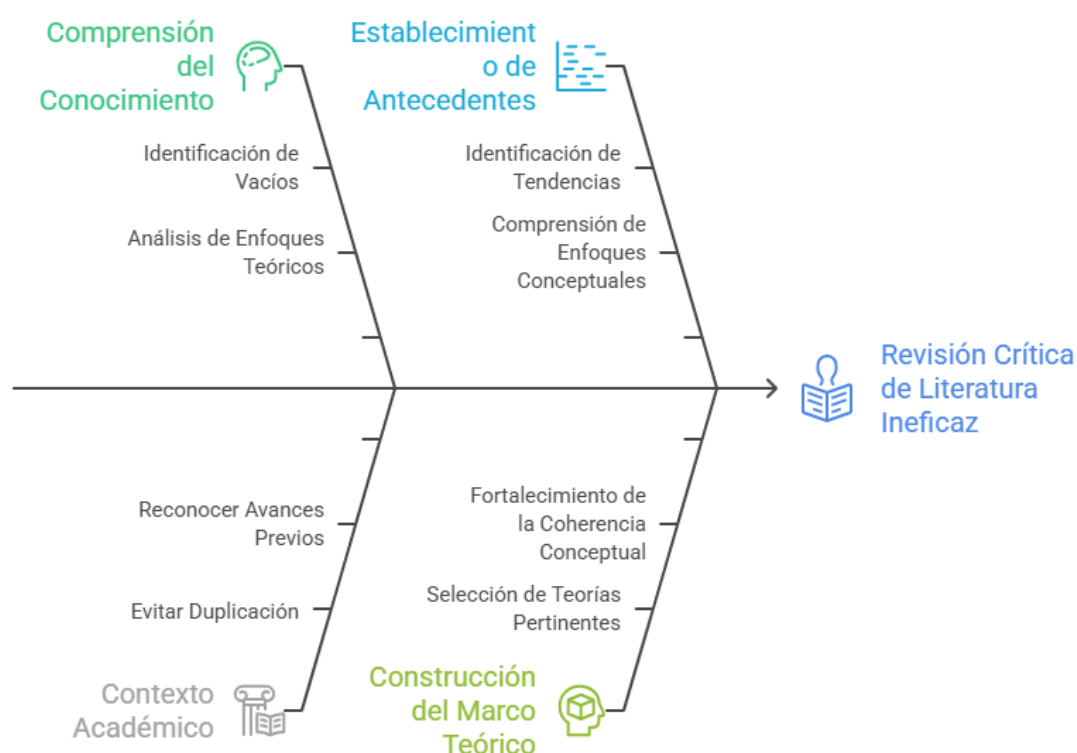 Comprensión
del
Conocimiento
Identificación de
Vacíos
Análisis de Enfoques
Teóricos
Establecimient
o de
Antecedentes
Identificación de
Tendencias
Comprensión de
Enfoques
Conceptuales
Revisión Crítica
de Literatura
Ineficaz
Reconocer Avances
Previos
Evitar Duplicación
Contexto
Académico
Fortalecimiento de
la Coherencia
Conceptual
Selección de Teorías
Pertinentes
Construcción
del Marco
Teórico